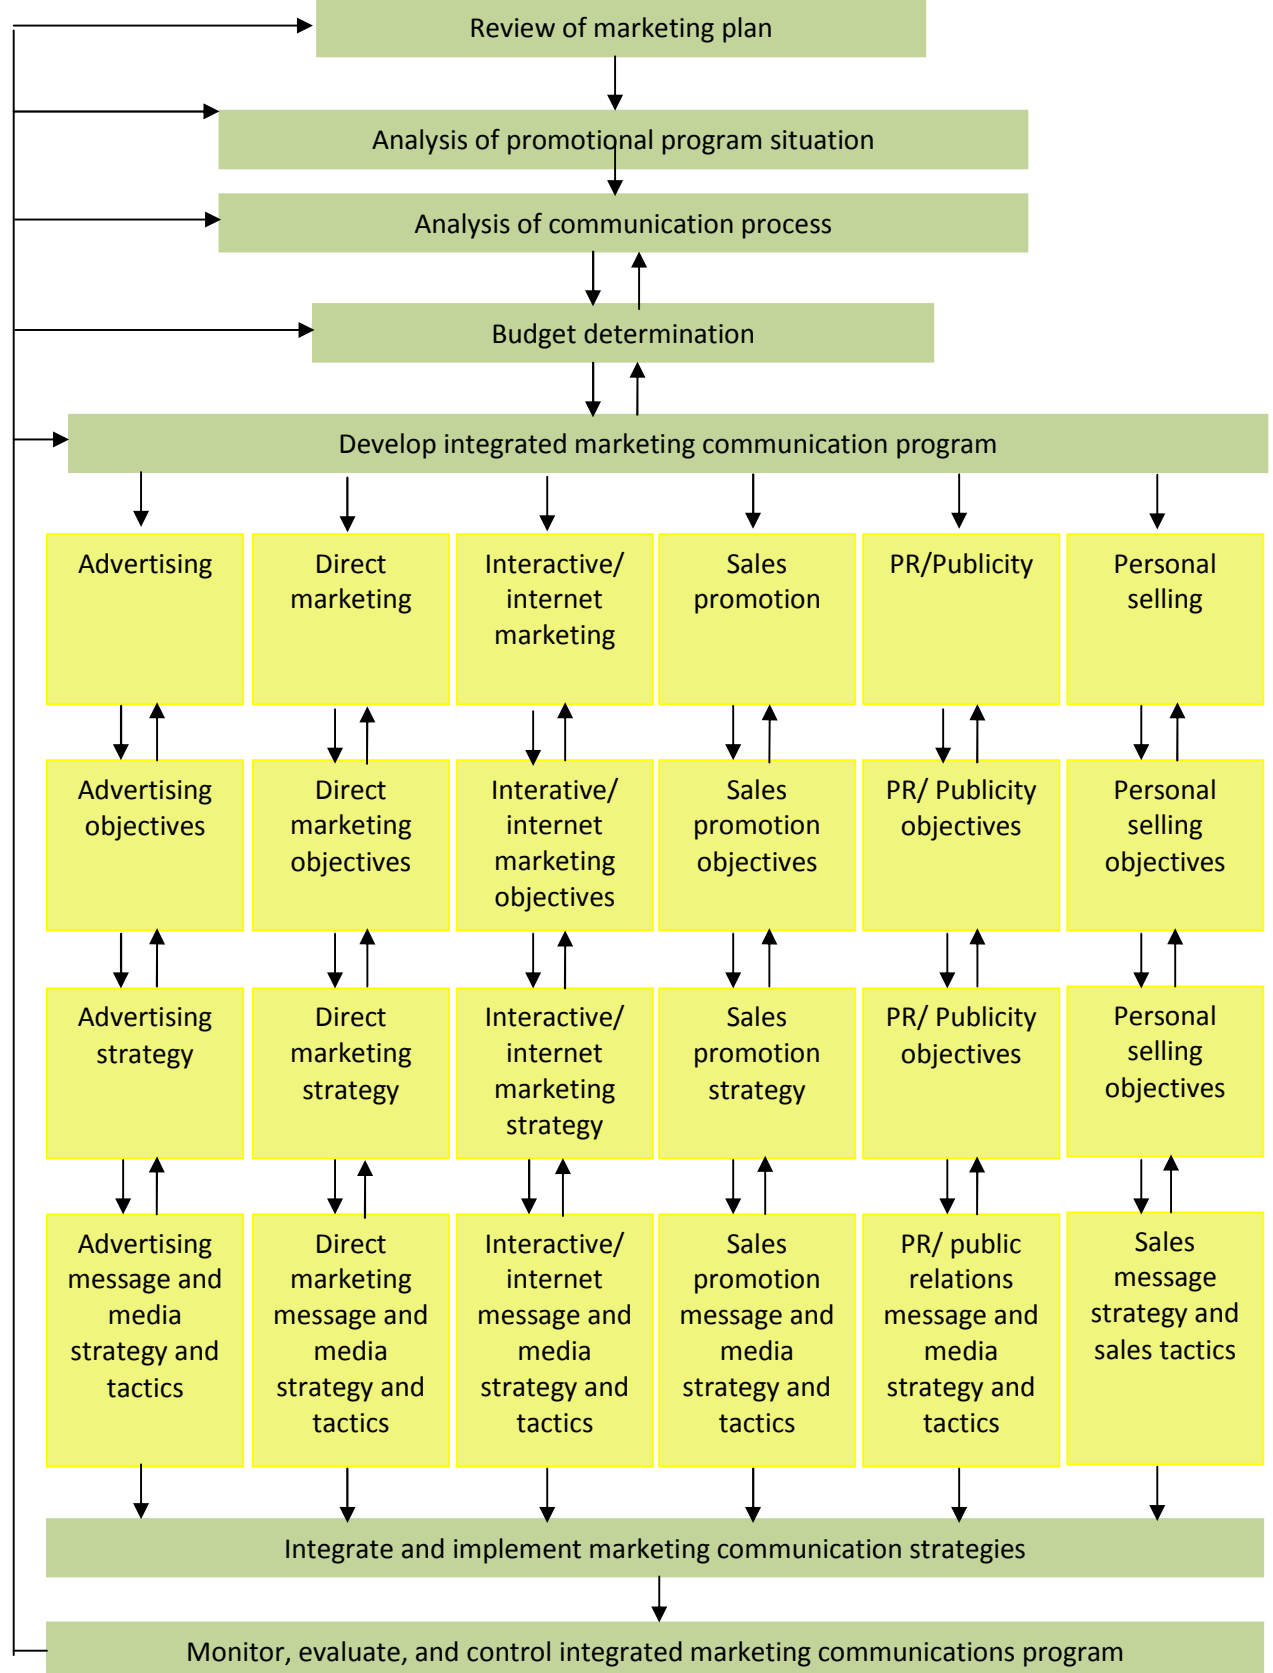 Review of marketing plan
Analysis of promotional program situation
Analysis of communication process
Budget determination
Develop integrated marketing communication program
Advertising
Direct
marketing
Interactive/
internet
marketing
Sales
promotion
PR/Publicity
Personal
selling
Advertising
objectives
Direct
marketing
objectives
Interative/
internet
marketing
objectives
Sales
promotion
objectives
PR/ Publicity
objectives
Personal
selling
objectives
Advertising
strategy
Direct
marketing
strategy
Interactive/
internet
marketing
strategy
Sales
promotion
strategy
PR/ Publicity
objectives
Personal
selling
objectives
Advertising
message and
media
strategy and
tactics
Direct
marketing
message and
media
strategy and
tactics
Interactive/
internet
message and
media
strategy and
tactics
Sales
promotion
message and
media
strategy and
tactics
PR/ public
relations
message and
media
strategy and
tactics
Sales
message
strategy and
sales tactics
Integrate and implement marketing communication strategies
Monitor, evaluate, and control integrated marketing communications program